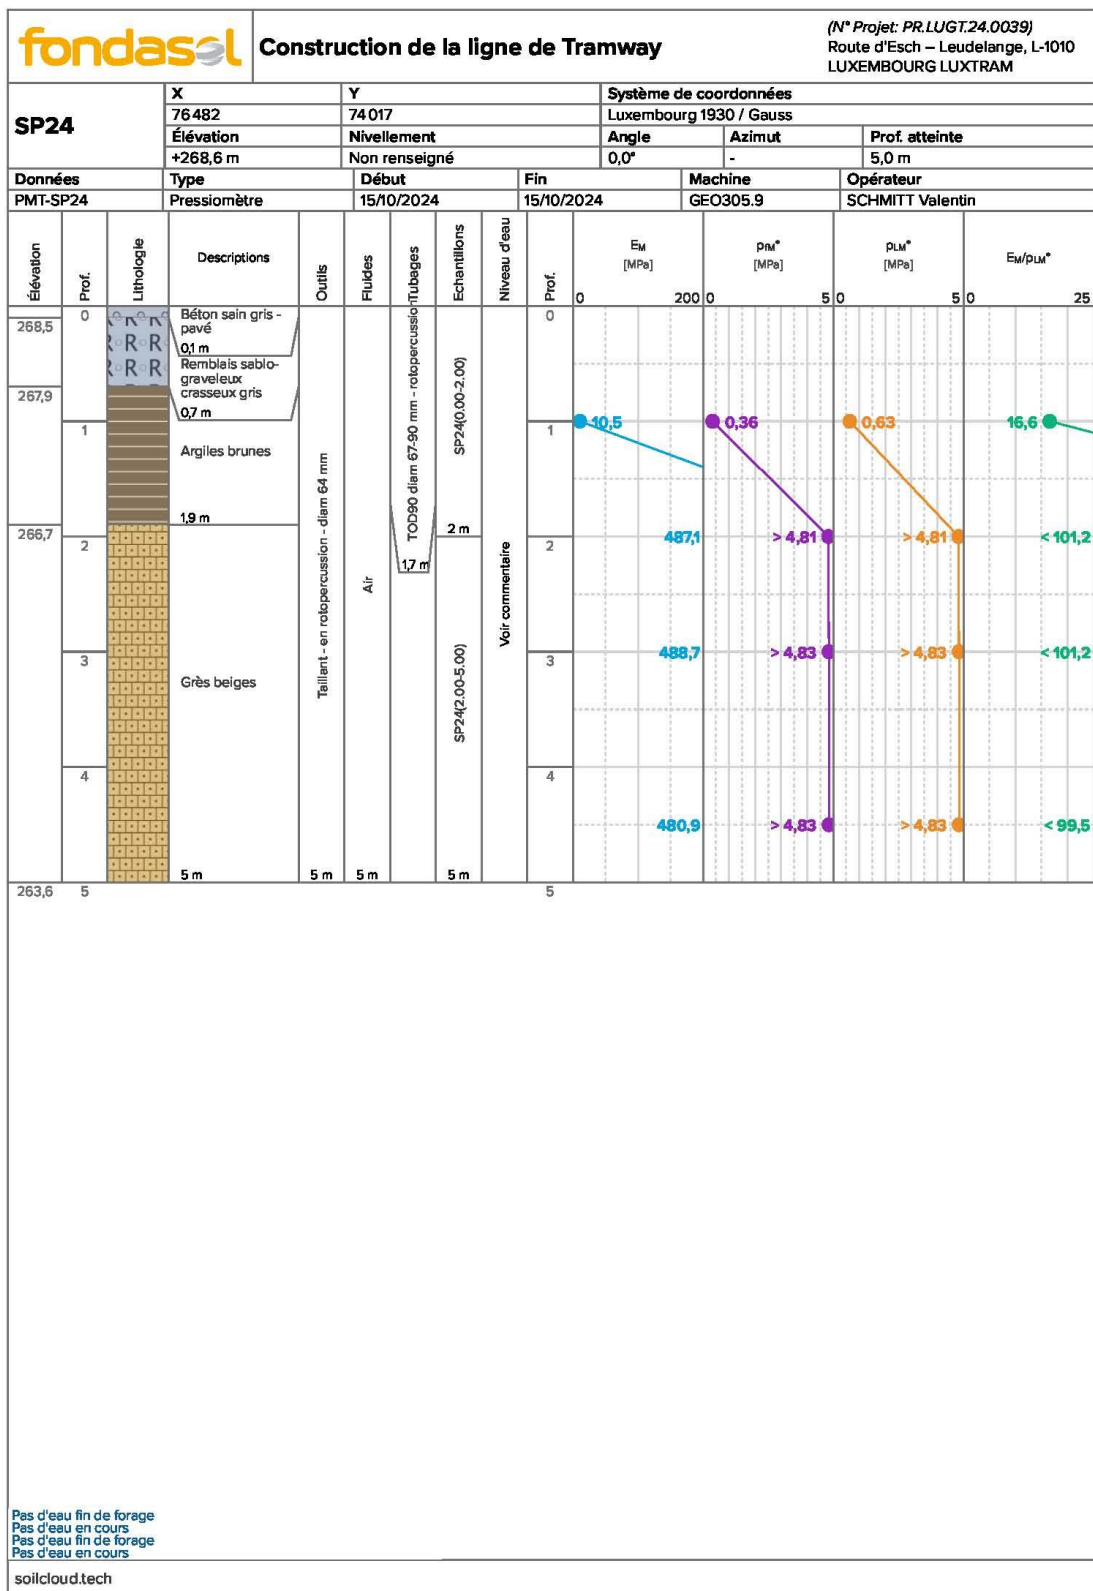 fondasol
Construction de la ligne de Tramway
(N° Projet: PR.LUGT.24.0039)
Route d'Esch – Leudelange, L-1010
LUXEMBOURG LUXTRAM
SP24
X
Y
Système de coordonnées
76 482
74 017
Luxembourg 1930 / Gauss
Élévation
Nivellement
Angle
Azimut
Prof. atteinte
+268,6 m
Non renseigné
0,0°
-
5,0 m
Données
Type
Début
Fin
Machine
Opérateur
PMT-SP24
Pressiomètre
15/10/2024
15/10/2024
GEO305.9
SCHMITT Valentin
Élévation
Prof.
Lithologie
Descriptions
Outils
Fluides
Tubages
Echantillons
Niveau d'eau
Prof.
EM
[MPa]
0 200
pfM*
[MPa]
0 5
pLM*
[MPa]
0 5
EM/pLM*
0 25
268,5
267,9
266,7
263,6
0
1
2
3
4
5
R R
R R R
R R R
Béton sain gris -
pavé
0,1 m
Remblais sablo-
graveleux
crasseux gris
0,7 m
Argiles brunes
1,9 m
Grès beiges
5 m
Taillant - en rotopercussion - diam 64 mm
5 m
Air
5 m
TOD90 diam 67-90 mm - rotopercussion
1,7 m
SP24(0.00-2.00)
2 m
SP24(2.00-5.00)
5 m
Voir commentaire
0
1
2
3
4
5
10,5
0,36
0,63
16,6
487,1
> 4,81
> 4,81
< 101,2
488,7
> 4,83
> 4,83
< 101,2
480,9
> 4,83
> 4,83
< 99,5
Pas d'eau fin de forage
Pas d'eau en cours
Pas d'eau fin de forage
Pas d'eau en cours
soilcloud.tech